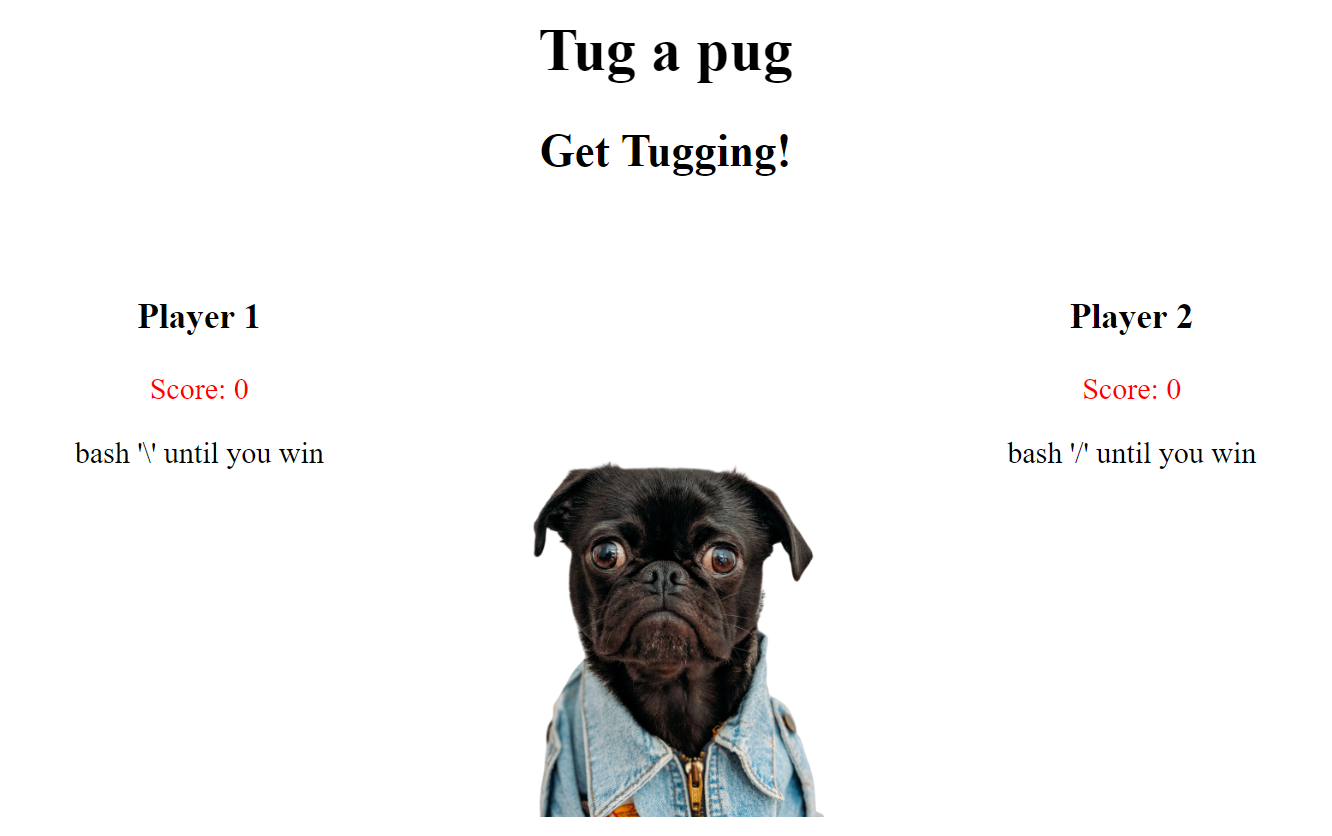 Tug a pug
Get Tugging!
Player 1
Score: 0
bash '\' until you win
Player 2
Score: 0
bash '/' until you win